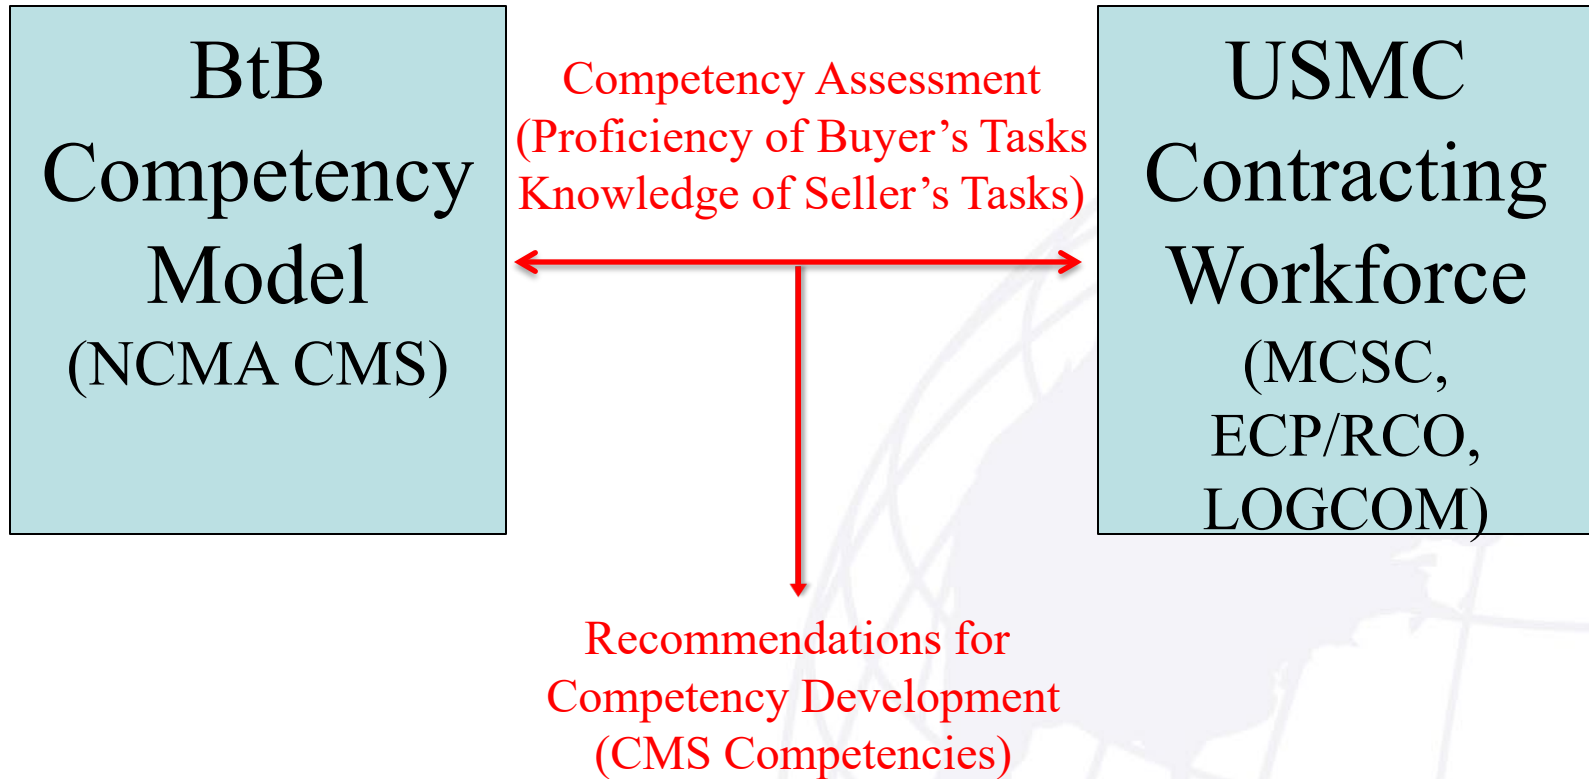 BtB
Competency
Model
(NCMA CMS)
Competency Assessment
(Proficiency of Buyer’s Tasks
Knowledge of Seller’s Tasks)
USMC
Contracting
Workforce
(MCSC,
ECP/RCO,
LOGCOM)
Recommendations for
Competency Development
(CMS Competencies)